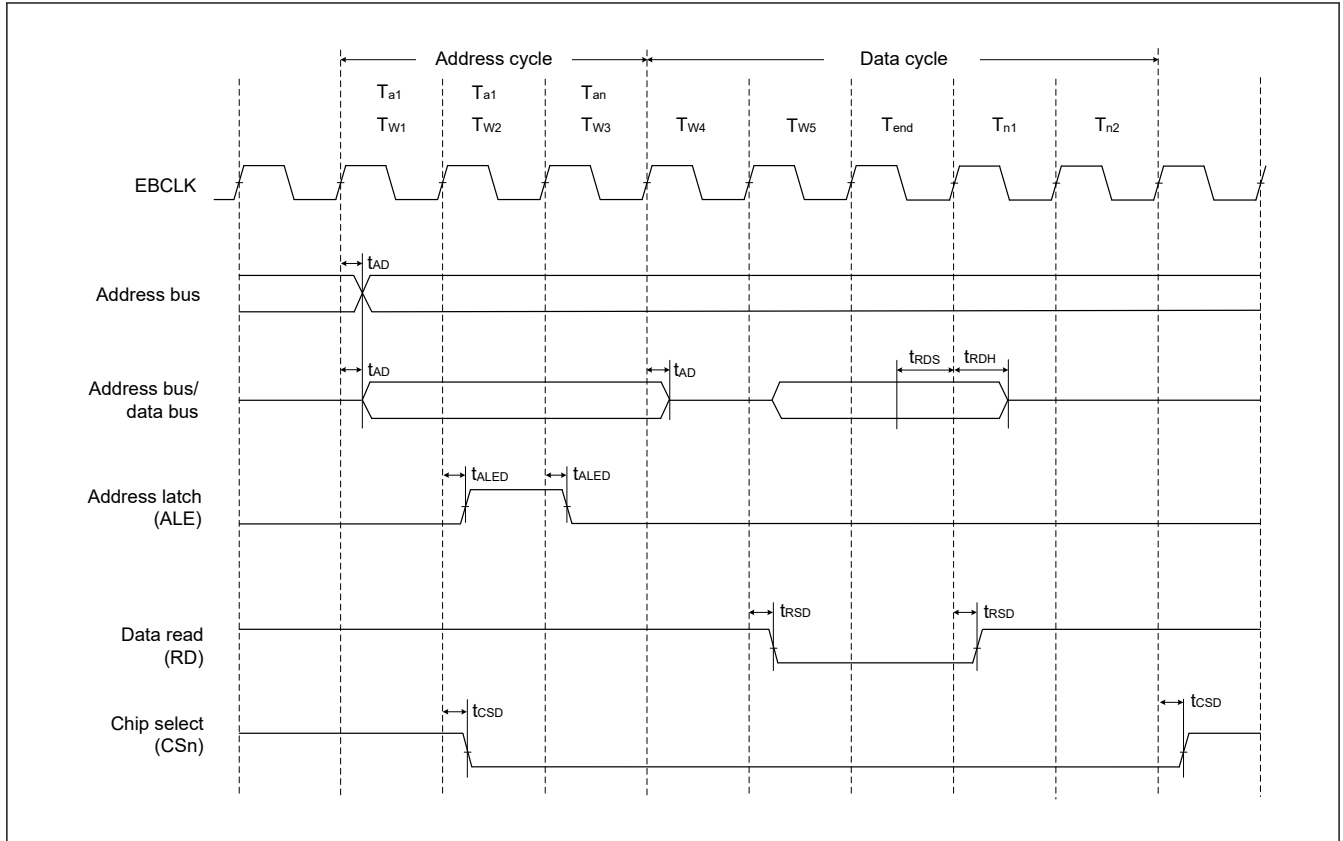 Address cycle Data cycle
Ta1 Ta1 Tan
TW1 TW2 TW3 TW4 TW5 Tend Tn1 Tn2
EBCLK
tAD
Address bus
tAD tAD tRDS tRDH
Address bus/
data bus
tALED tALED
Address latch
(ALE)
tRSD tRSD
Data read
(RD)
tCSD tCSD
Chip select
(CSn)